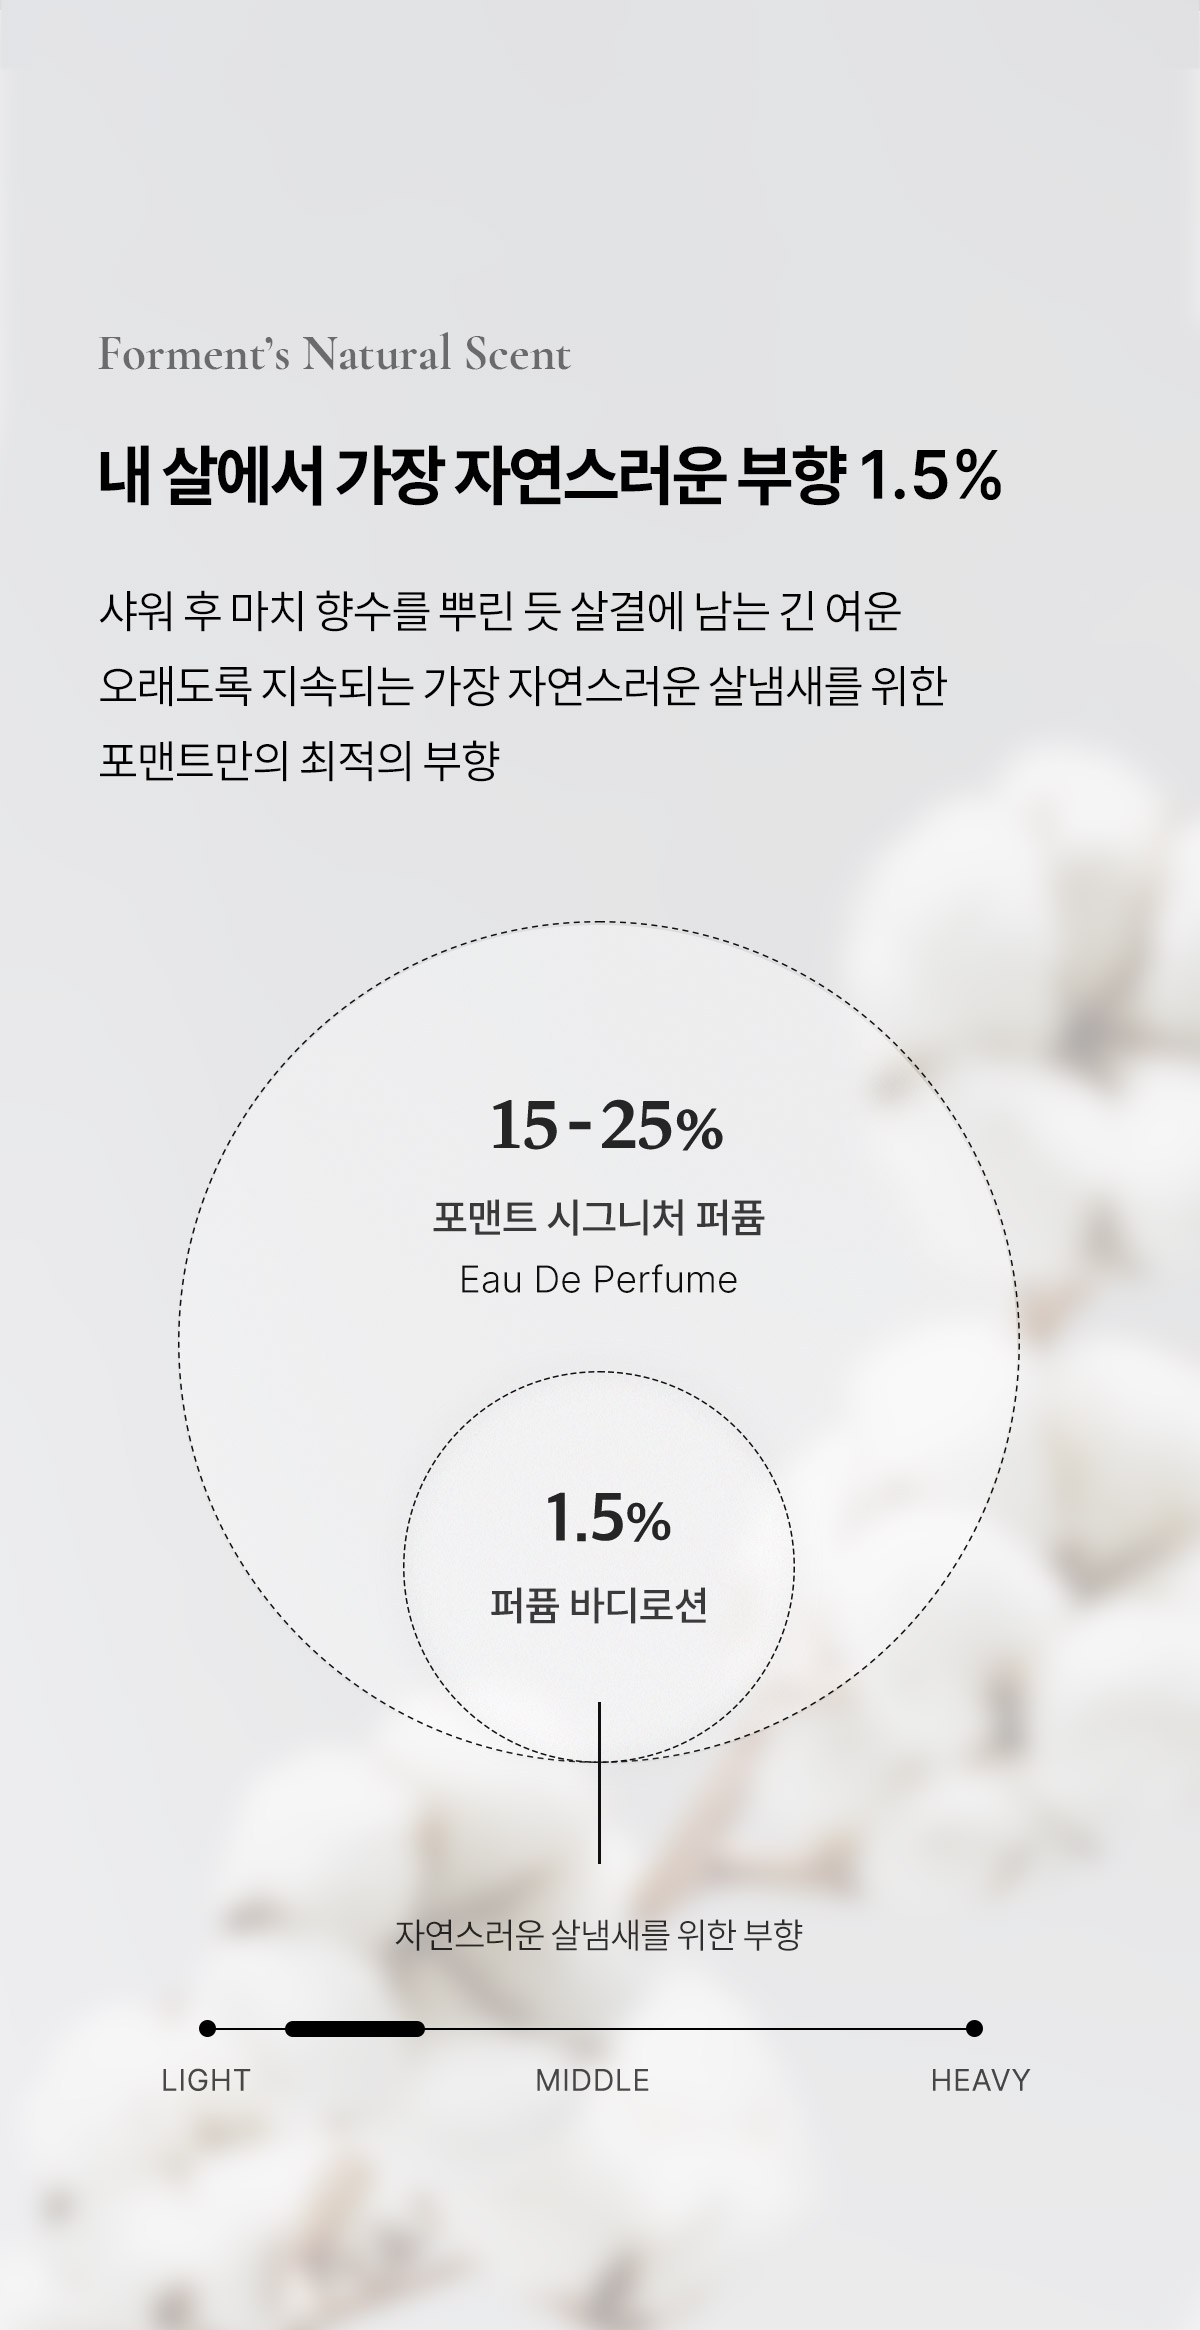 Forment’s Natural Scent
내 살에서 가장 자연스러운 부향 1.5%
샤워 후 마치 향수를 뿌린 듯 살결에 남는 긴 여운
오래도록 지속되는 가장 자연스러운 살냄새를 위한
포맨트만의 최적의 부향
15-25%
포맨트 시그니처 퍼퓸
Eau De Perfume
1.5%
퍼퓸 바디로션
자연스러운 살냄새를 위한 부향
LIGHT MIDDLE HEAVY